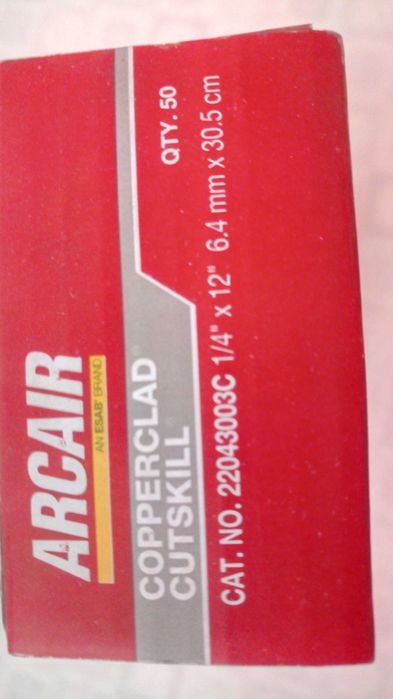 ARCAIR
AN ESAB® BRAND
COPPERCLAD®
CUTSKILL® QTY. 50
CAT. NO. 22043003C 1/4" x 12" 6.4 mm x 30.5 cm